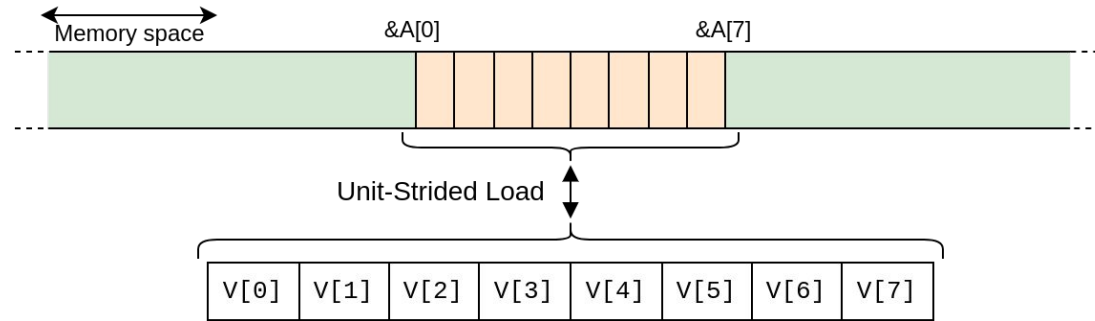 Memory space
&A[0]
&A[7]
Unit-Strided Load
V[0] V[1] V[2] V[3] V[4] V[5] V[6] V[7]